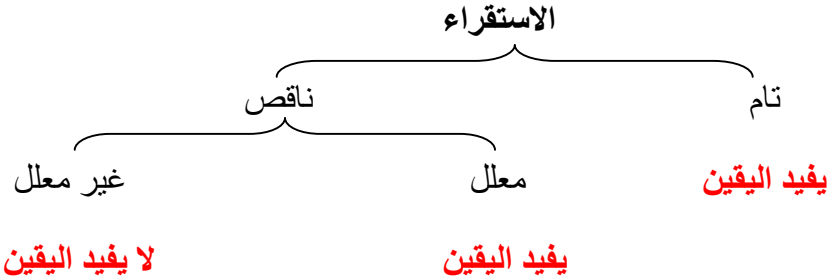 الاستقراء
تام
ناقص
يفيد اليقين
معلل
غير معلل
يفيد اليقين
لا يفيد اليقين